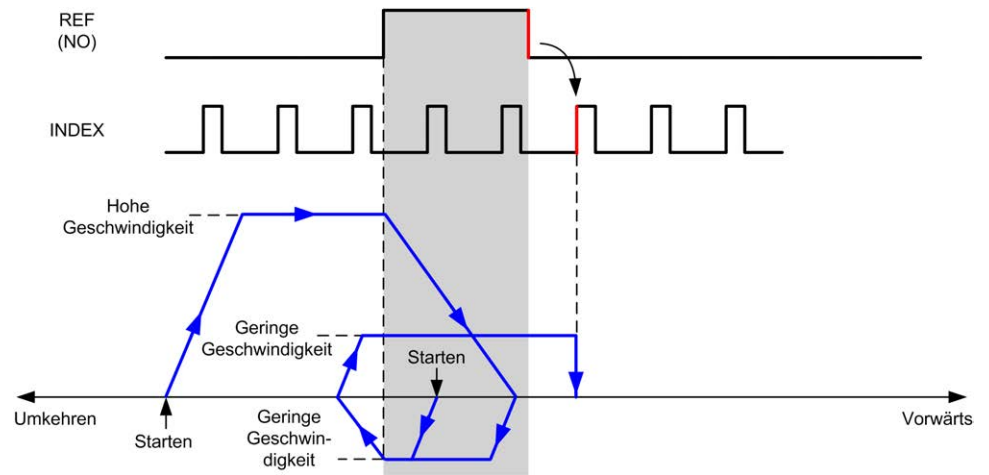 REF
(NO)
INDEX
Hohe
Geschwindigkeit
Geringe
Geschwindigkeit
Starten
Umkehren
Starten
Geringe
Geschwin-
digkeit
Vorwärts